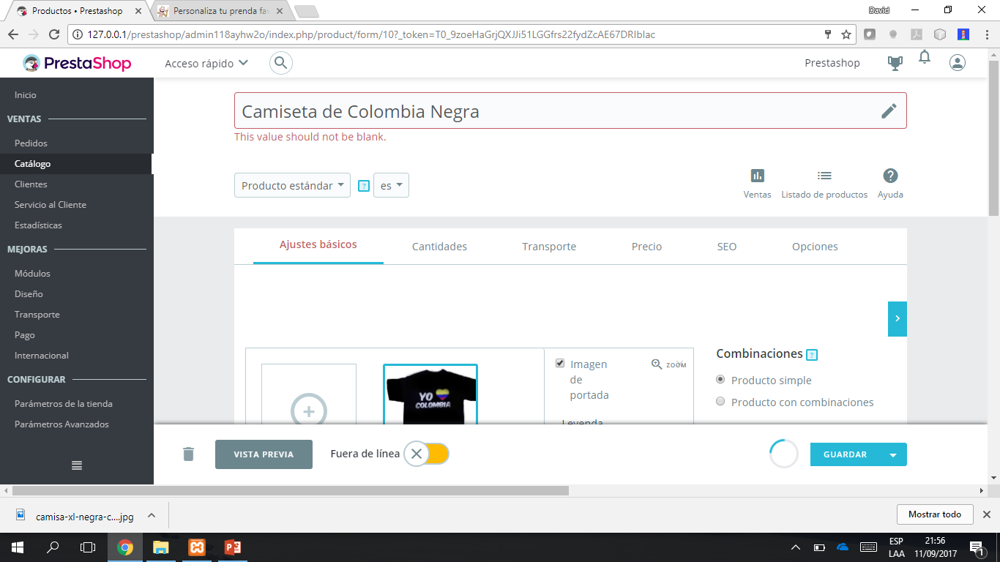 Productos • Prestashop
Personaliza tu prenda fav
David
127.0.0.1/prestashop/admin118ayhw2o/index.php/product/form/10?_token=T0_9zoeHaGrjQXJJi51LGGfrs22fydZcAE67DRIbIac
PrestaShop
Acceso rápido
Prestashop
Inicio
VENTAS
Pedidos
Catálogo
Clientes
Servicio al Cliente
Estadísticas
MEJORAS
Módulos
Diseño
Transporte
Pago
Internacional
CONFIGURAR
Parámetros de la tienda
Parámetros Avanzados
Camiseta de Colombia Negra
This value should not be blank.
Producto estándar
?
es
Ventas
Listado de productos
Ayuda
Ajustes básicos
Cantidades
Transporte
Precio
SEO
Opciones
YO
COLOMBIA
Imagen
de
portada
ZOOM
Leyenda
Combinaciones ?
Producto simple
Producto con combinaciones
VISTA PREVIA
Fuera de línea
GUARDAR
camisa-xl-negra-c....jpg
Mostrar todo
ESP
LAA
21:56
11/09/2017
1